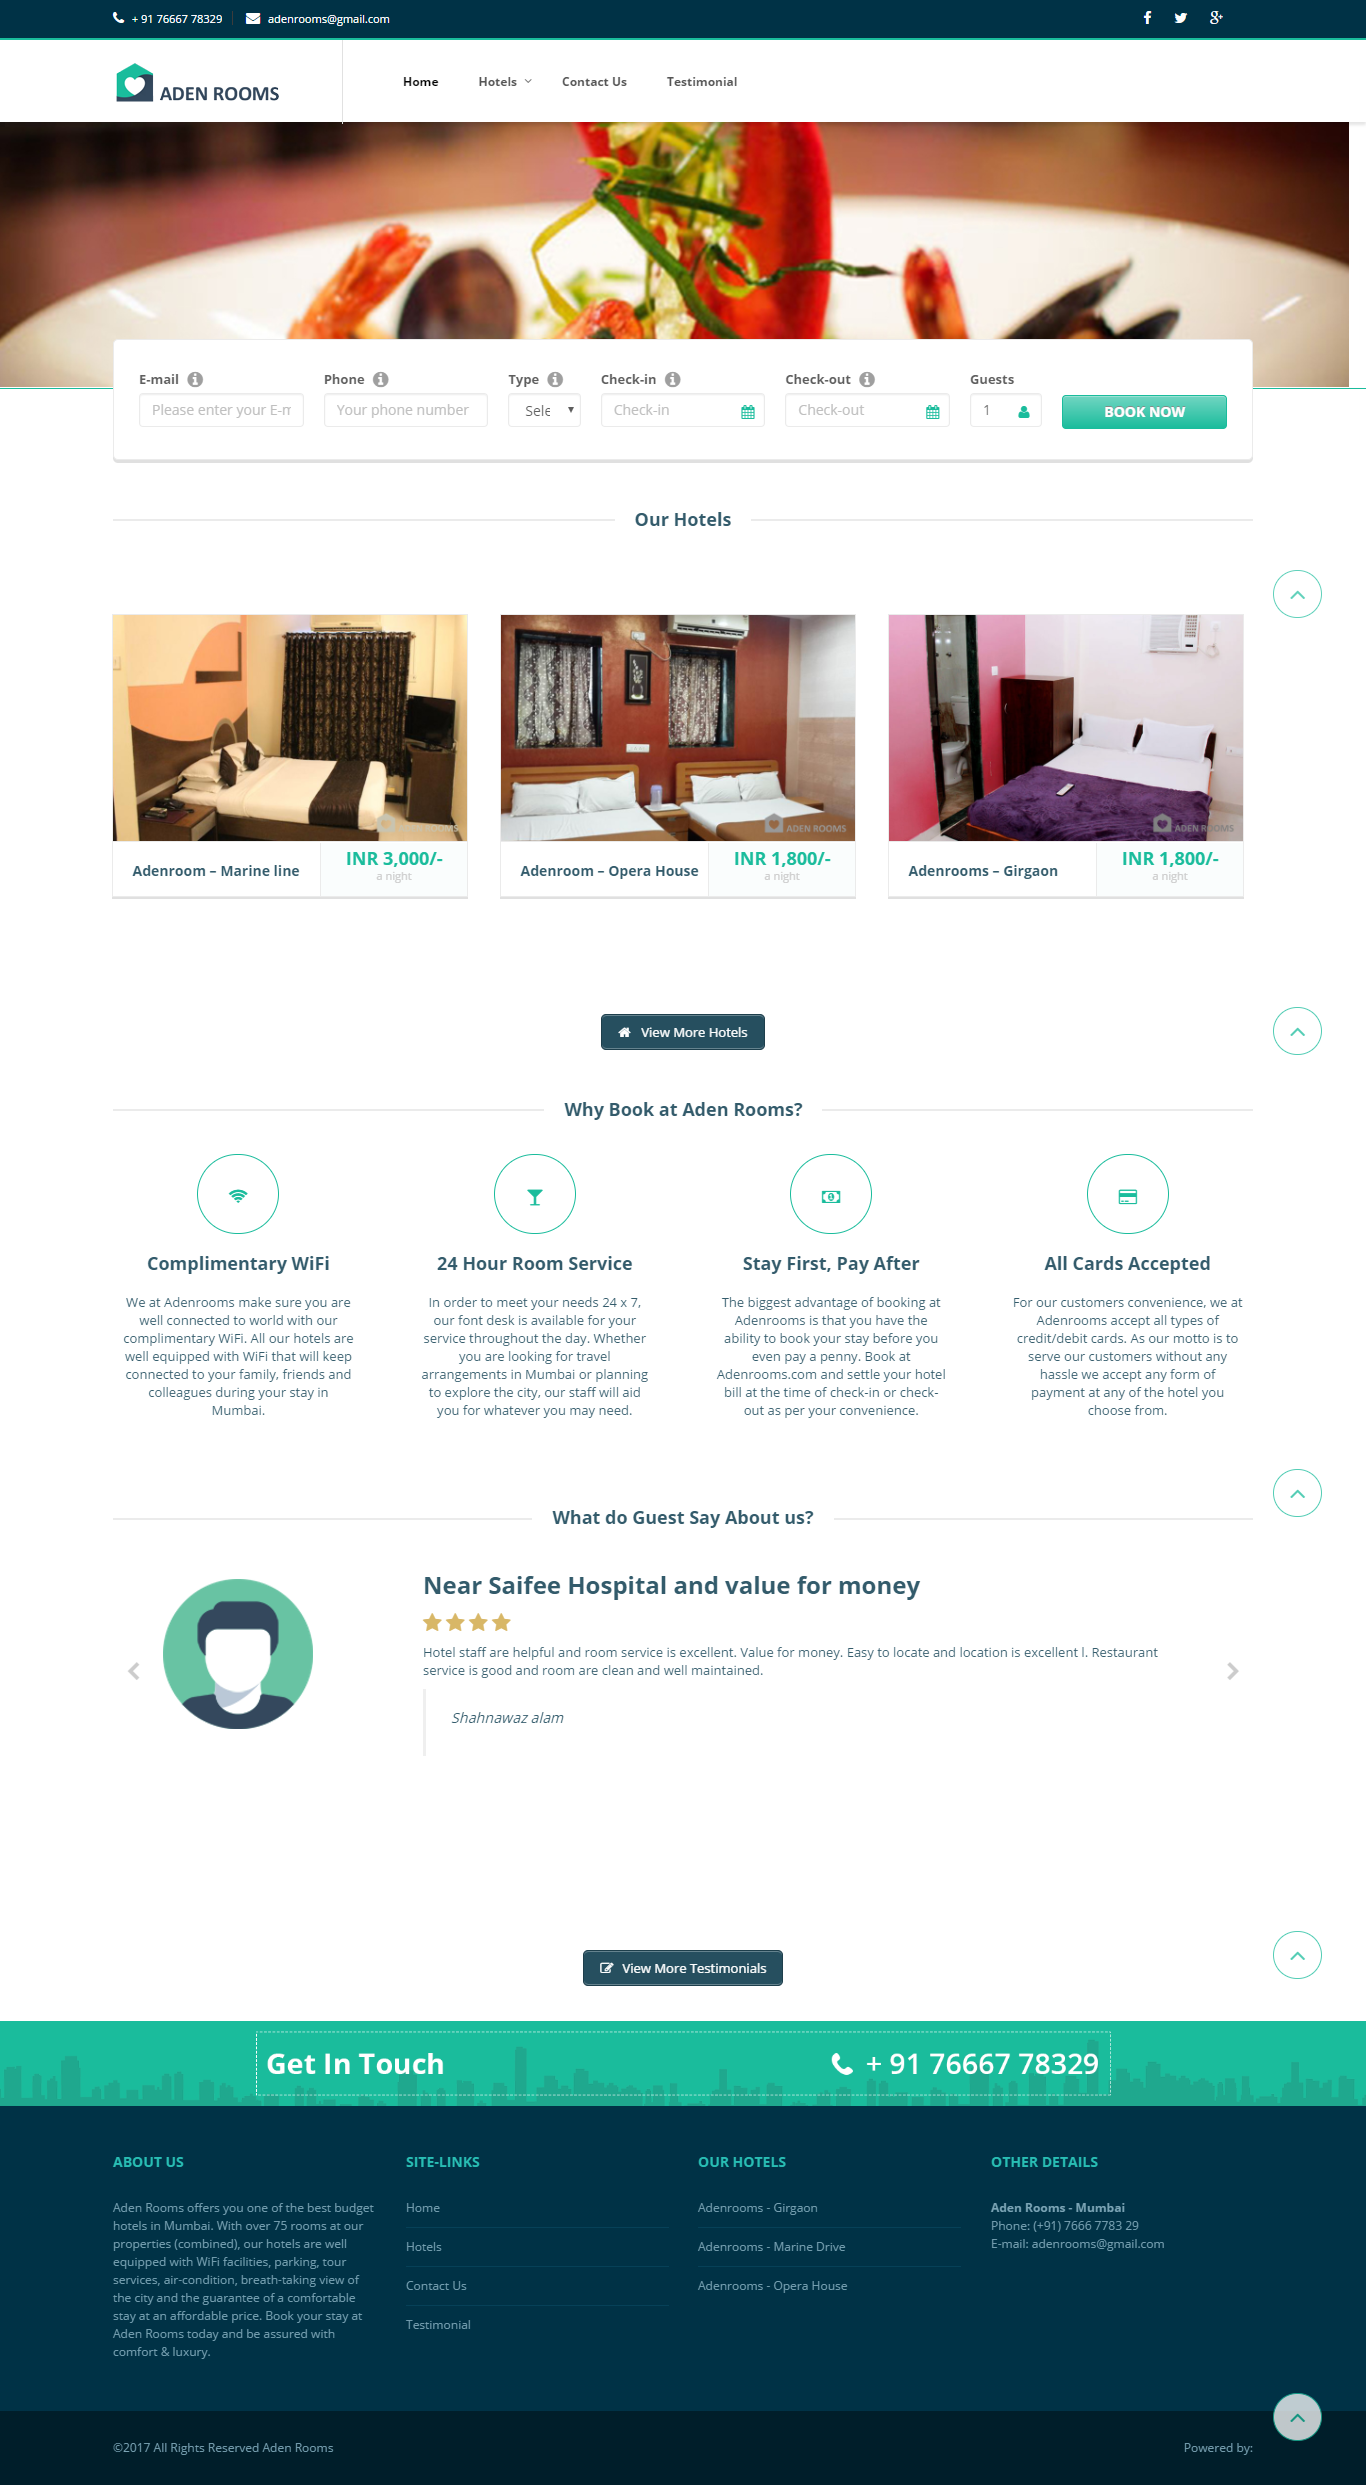 + 91 76667 78329
adenrooms@gmail.com
ADEN ROOMS
Home
Hotels
Contact Us
Testimonial
E-mail
Phone
Type
Check-in
Check-out
Guests
Please enter your E-m
Your phone number
Sele
Check-in
Check-out
1
BOOK NOW
Our Hotels
ADEN ROOMS
ADEN ROOMS
ADEN ROOMS
Adenroom – Marine line
INR 3,000/-
a night
Adenroom – Opera House
INR 1,800/-
a night
Adenrooms – Girgaon
INR 1,800/-
a night
View More Hotels
Why Book at Aden Rooms?
Complimentary WiFi
We at Adenrooms make sure you are
well connected to world with our
complimentary WiFi. All our hotels are
well equipped with WiFi that will keep
connected to your family, friends and
colleagues during your stay in
Mumbai.
24 Hour Room Service
In order to meet your needs 24 x 7,
our font desk is available for your
service throughout the day. Whether
you are looking for travel
arrangements in Mumbai or planning
to explore the city, our staff will aid
you for whatever you may need.
Stay First, Pay After
The biggest advantage of booking at
Adenrooms is that you have the
ability to book your stay before you
even pay a penny. Book at
Adenrooms.com and settle your hotel
bill at the time of check-in or check-
out as per your convenience.
All Cards Accepted
For our customers convenience, we at
Adenrooms accept all types of
credit/debit cards. As our motto is to
serve our customers without any
hassle we accept any form of
payment at any of the hotel you
choose from.
What do Guest Say About us?
Near Saifee Hospital and value for money
Hotel staff are helpful and room service is excellent. Value for money. Easy to locate and location is excellent l. Restaurant
service is good and room are clean and well maintained.
Shahnawaz alam
View More Testimonials
Get In Touch
+ 91 76667 78329
ABOUT US
Aden Rooms offers you one of the best budget
hotels in Mumbai. With over 75 rooms at our
properties (combined), our hotels are well
equipped with WiFi facilities, parking, tour
services, air-condition, breath-taking view of
the city and the guarantee of a comfortable
stay at an affordable price. Book your stay at
Aden Rooms today and be assured with
comfort & luxury.
SITE-LINKS
Home
Hotels
Contact Us
Testimonial
OUR HOTELS
Adenrooms - Girgaon
Adenrooms - Marine Drive
Adenrooms - Opera House
OTHER DETAILS
Aden Rooms - Mumbai
Phone: (+91) 7666 7783 29
E-mail: adenrooms@gmail.com
©2017 All Rights Reserved Aden Rooms
Powered by: